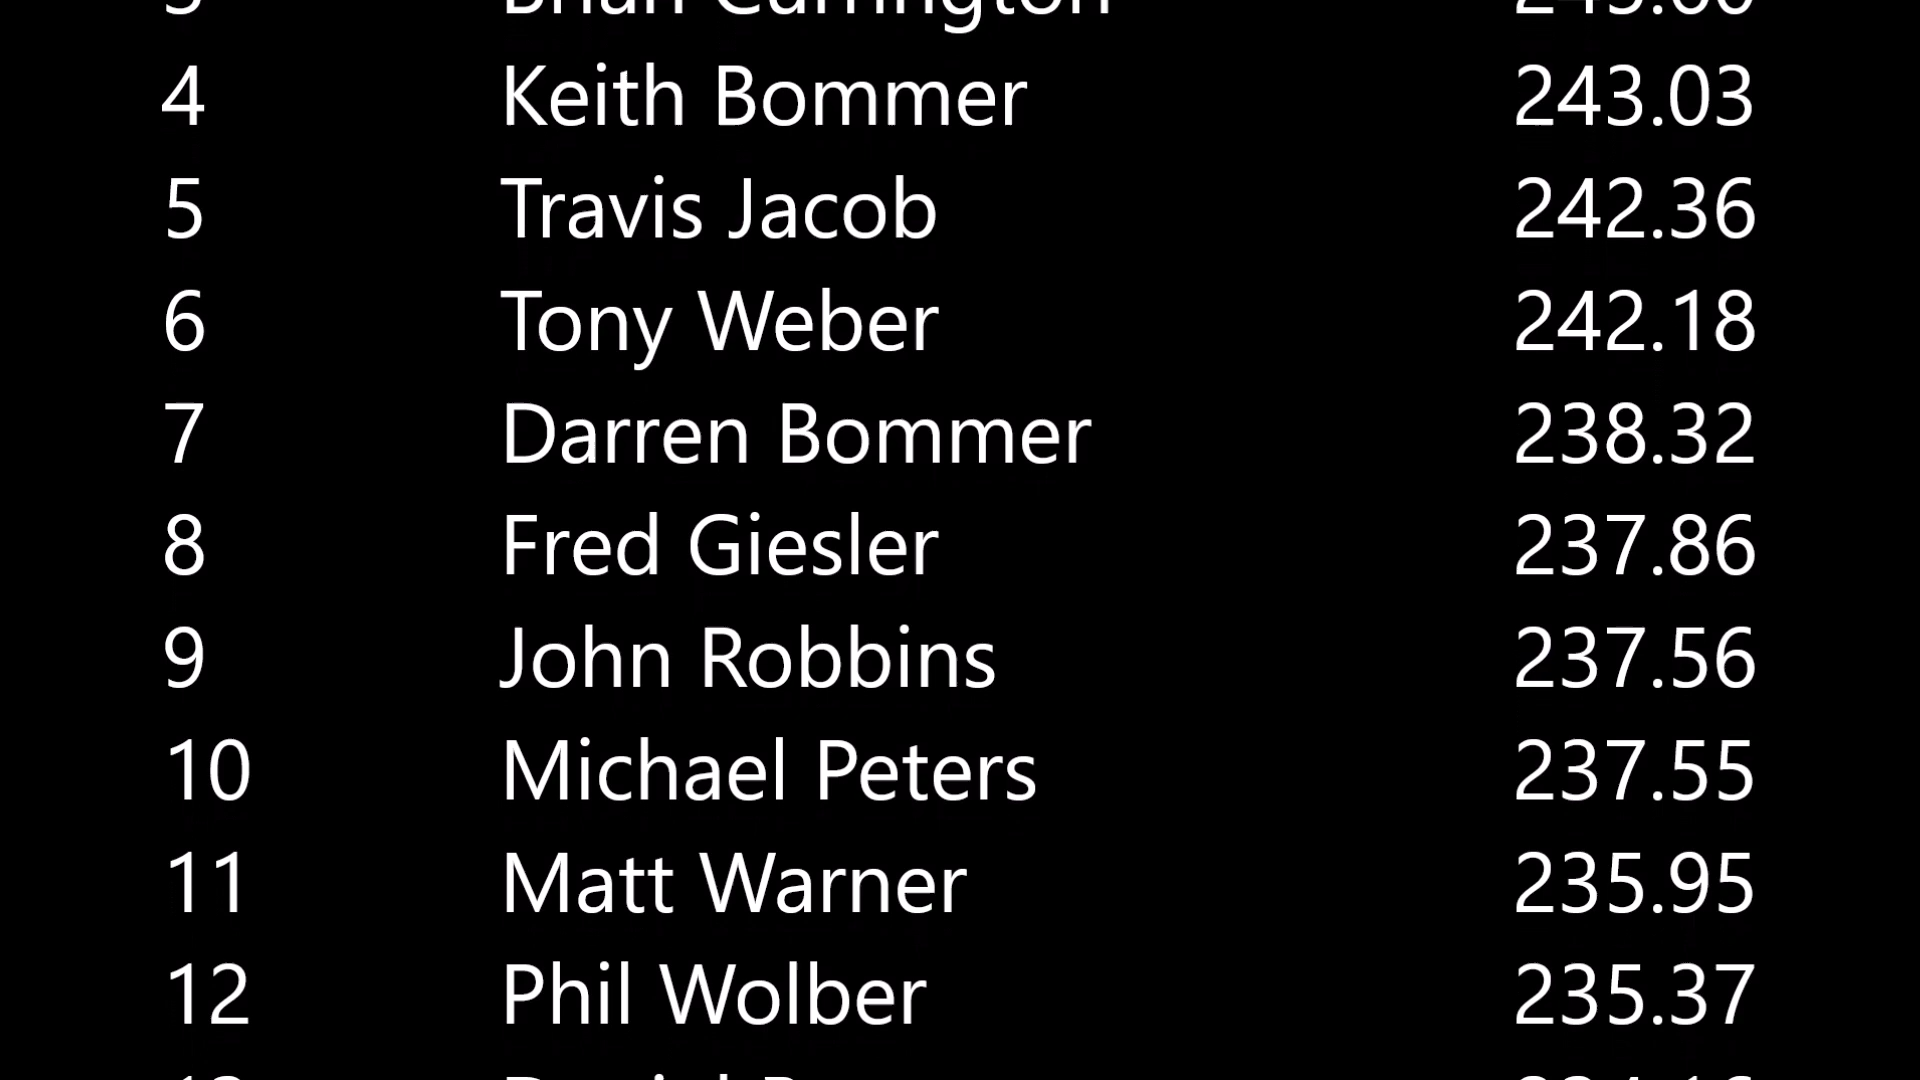 4 Keith Bommer 243.03
5 Travis Jacob 242.36
6 Tony Weber 242.18
7 Darren Bommer 238.32
8 Fred Giesler 237.86
9 John Robbins 237.56
10 Michael Peters 237.55
11 Matt Warner 235.95
12 Phil Wolber 235.37